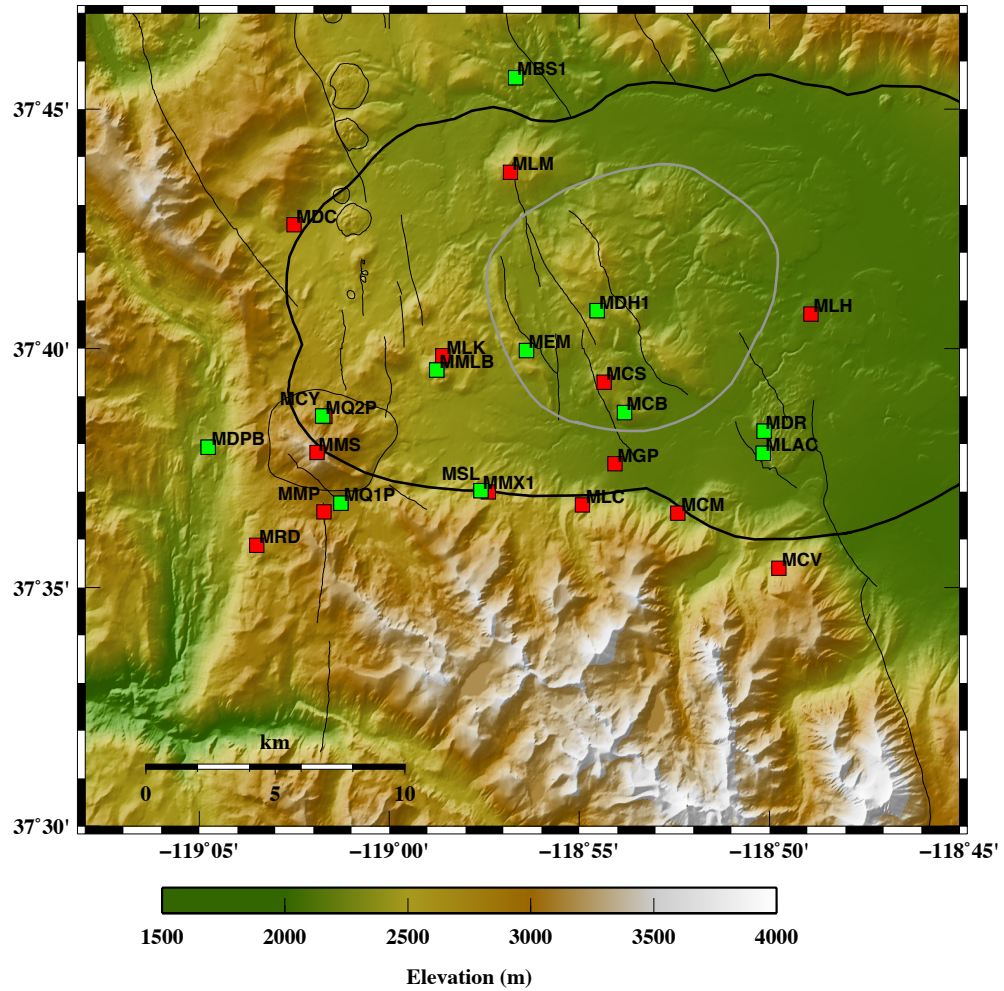 MBS1
37°45'
MLM
MDC
MDH1
MLH
37°40'
MLK
MEM
MMLB
MCS
MCY
MQ2P
MCB
MDR
MDPB
MMS
MLAC
MGP
MSL
MMX1
MMP
MQ1P
MLC
MCM
MRD
MCV
37°35'
km
0
5
10
37°30'
−119°05'
−119°00'
−118°55'
−118°50'
−118°45'
1500
2000
2500
3000
3500
4000
Elevation (m)